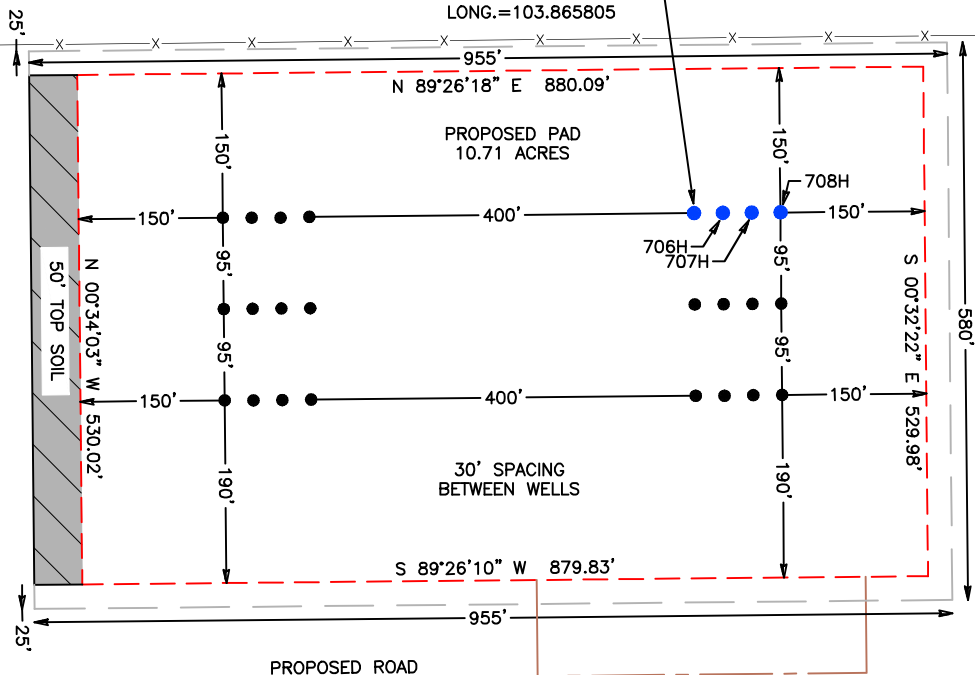 LONG.=103.865805
25'
X X X X X X X X X X
955'
N 89°26'18" E 880.09'
PROPOSED PAD
10.71 ACRES
150'
150'
708H
150'
400'
150'
706H
707H
95'
95'
N 00°34'03" W 530.02'
50' TOP SOIL
S 00°32'22" E 529.98'
580'
95'
95'
150'
400'
150'
30' SPACING
BETWEEN WELLS
190'
190'
S 89°26'10" W 879.83'
25'
955'
PROPOSED ROAD